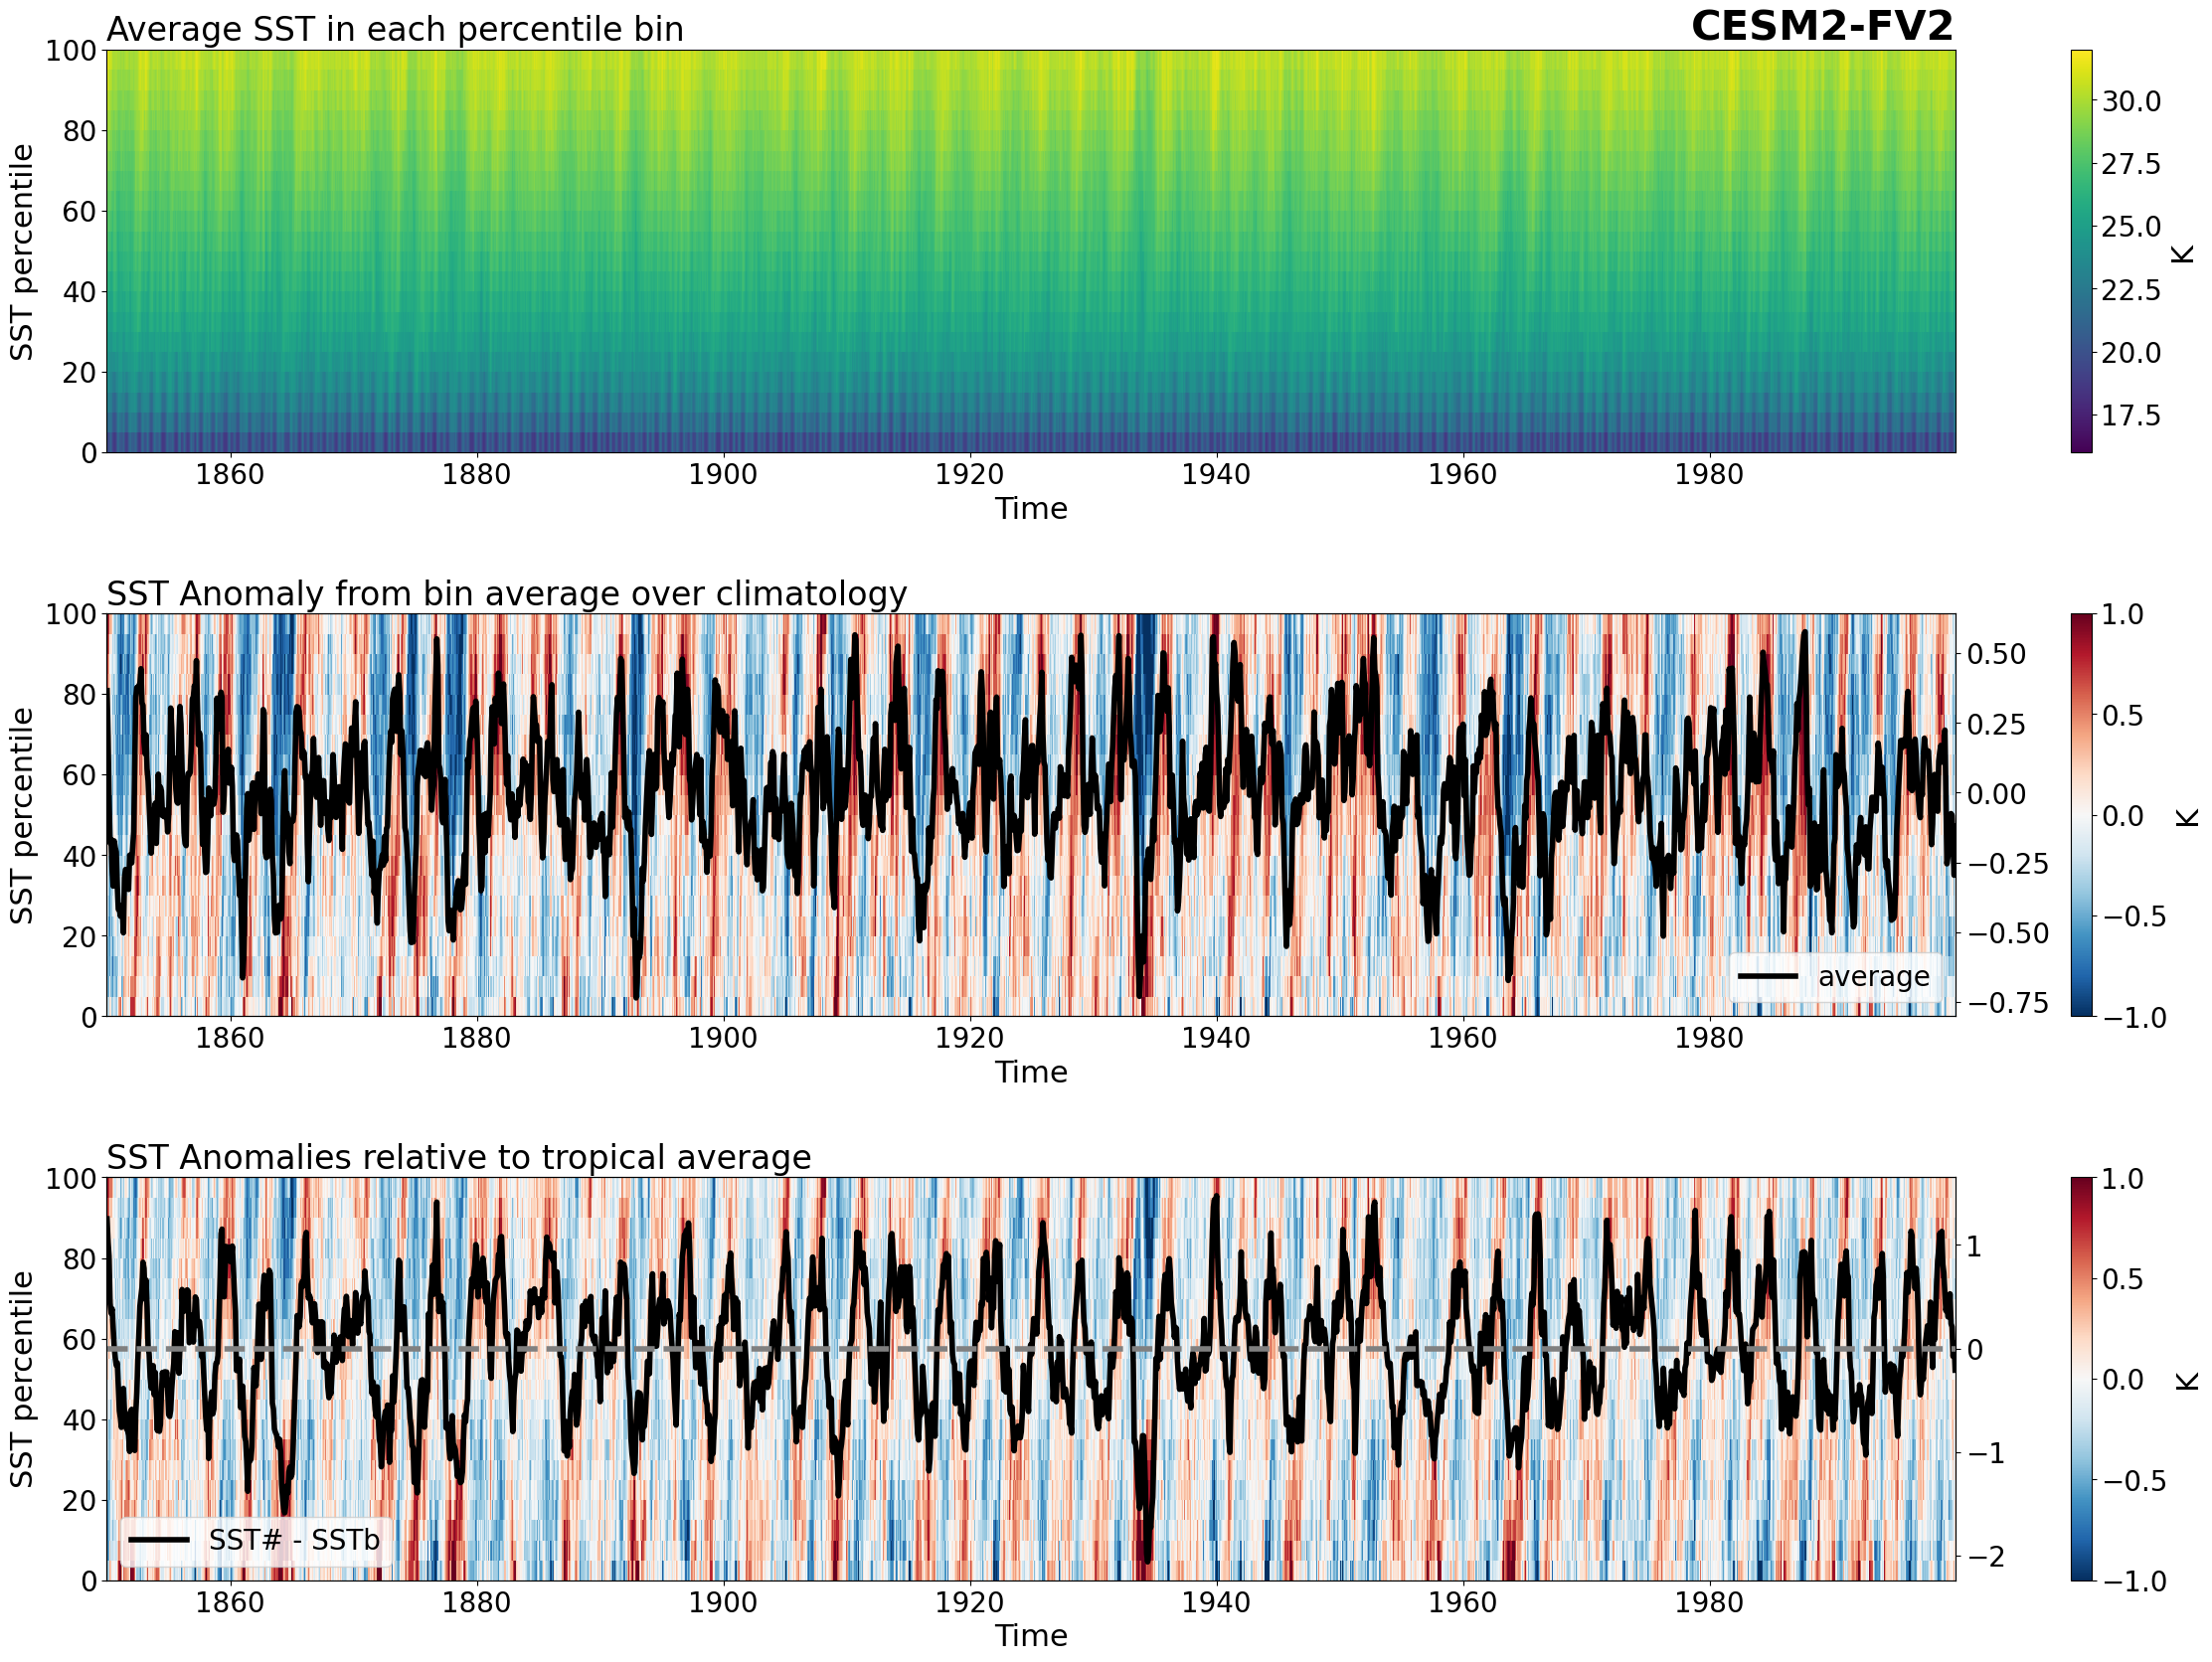 Average SST in each percentile bin
CESM2-FV2
100
80
60
40
20
0
SST percentile
1860 1880 1900 1920 1940 1960 1980
Time
30.0
27.5
25.0
22.5
20.0
17.5
K
SST Anomaly from bin average over climatology
100
80
60
40
20
0
SST percentile
1860 1880 1900 1920 1940 1960 1980
Time
0.50
0.25
0.00
−0.25
−0.50
−0.75
average
1.0
0.5
0.0
−0.5
−1.0
K
SST Anomalies relative to tropical average
100
80
60
40
20
0
SST percentile
SST# - SSTb
1860 1880 1900 1920 1940 1960 1980
Time
1
0
−1
−2
1.0
0.5
0.0
−0.5
−1.0
K